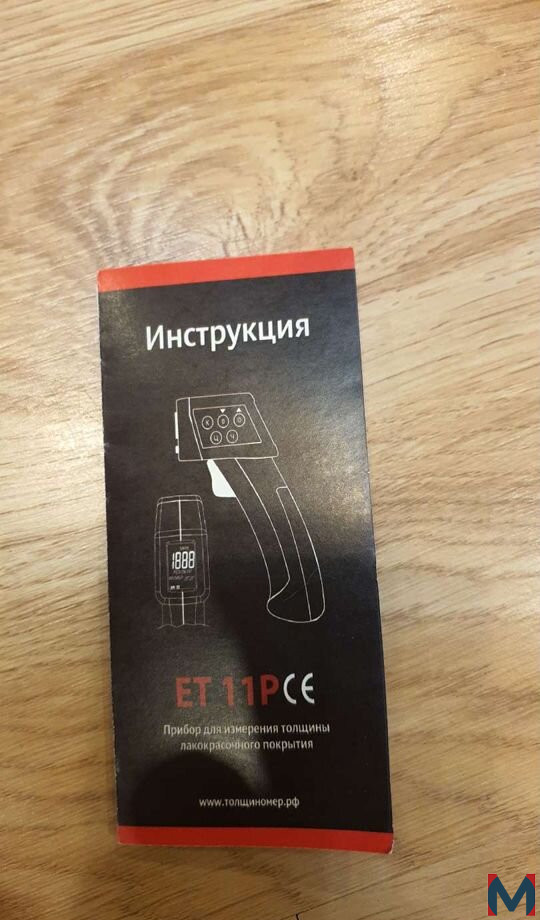 Инструкция
К Р О
Ц Ч
1888
ET 11P CE
Прибор для измерения толщины
лакокрасочного покрытия
www.толщиномер.рф
M